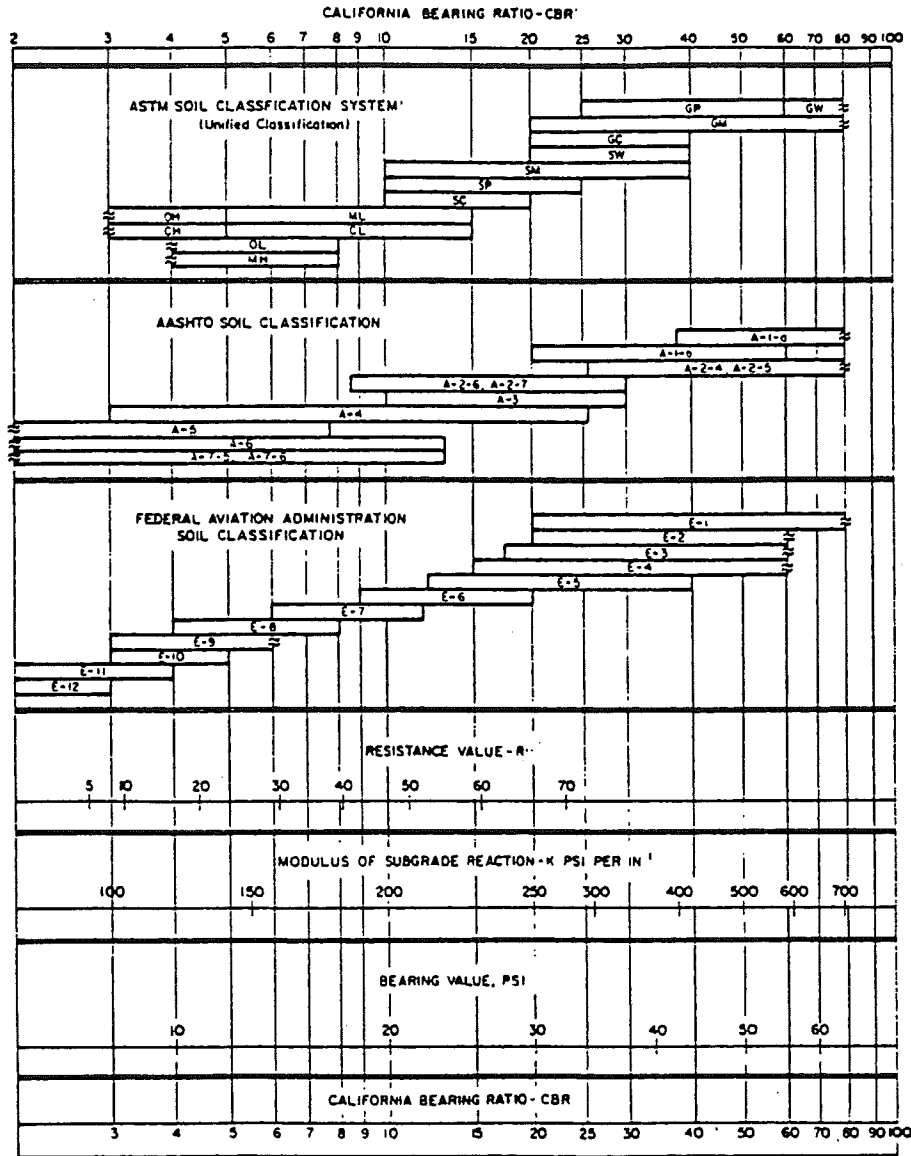 CALIFORNIA BEARING RATIO-CBR'
2 3 4 5 6 7 8 9 10 15 20 25 30 40 50 60 70 80 100
ASTM SOIL CLASSFICATION SYSTEM'
(Unified Classification)
GP GW
GM
GC
SW
SM
SP
SC
OH ML
CH CL
OL
MH
AASHTO SOIL CLASSIFICATION
A-1-a
A-1-b
A-2-4, A-2-5
A-2-6, A-2-7
A-3
A-4
A-5
A-6
A-7-5, A-7-6
FEDERAL AVIATION ADMINISTRATION
SOIL CLASSIFICATION
E-1
E-2
E-3
E-4
E-5
E-6
E-7
E-8
E-9
E-10
E-11
E-12
RESISTANCE VALUE-R
5 10 20 30 40 50 60 70
MODULUS OF SUBGRADE REACTION-K PSI PER IN
100 150 200 250 300 400 500 600 700
BEARING VALUE, PSI
10 20 30 40 50 60
CALIFORNIA BEARING RATIO-CBR
3 4 5 6 7 8 9 10 15 20 25 30 40 50 60 70 80 90 100